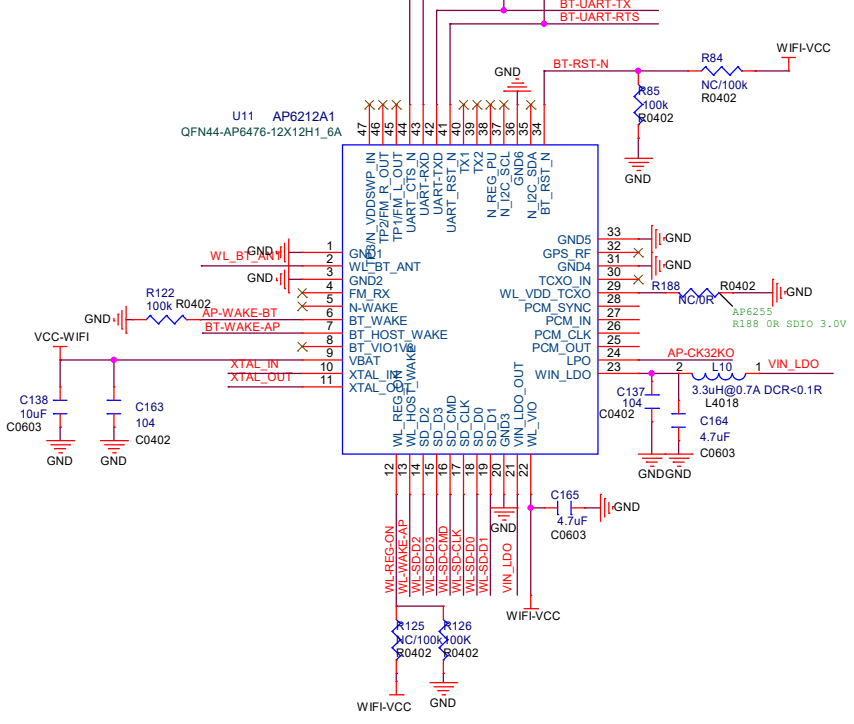 BT-UART-TX
BT-UART-RTS
WIFI-VCC
R84
NC/100k
R0402
BT-RST-N
GND
R85
100k
R0402
GND
U11 AP6212A1
QFN44-AP6476-12X12H1_6A
47
46
45
44
43
42
41
40
39
38
37
36
35
34
TP3/N_VDDSWP_IN
TP2/FM_R_OUT
TP1/FM_L_OUT
UART_CTS_N
UART-RXD
UART-TXD
UART_RST_N
TX1
TX2
N_REG_PU
N_I2C_SCL
GND6
N_I2C_SDA
BT_RST_N
WL_BT_ANT
GND
GND
1 GND1
2 WL_BT_ANT
3 GND2
4 FM_RX
5 N-WAKE
6 BT_WAKE
7 BT_HOST_WAKE
8 BT_VIO1V8
9 VBAT
10 XTAL_IN
11 XTAL_OUT
R122
100k R0402
GND
AP-WAKE-BT
BT-WAKE-AP
VCC-WIFI
XTAL_IN
XTAL_OUT
C138
10uF
C0603
GND
C163
104
C0402
GND
GND5 33
GPS_RF 32
GND4 31
TCXO_IN 30
WL_VDD_TCXO 29
PCM_SYNC 28
PCM_IN 27
PCM_CLK 26
PCM_OUT 25
LPO 24
WIN_LDO 23
GND
GND
R188
NC/0R
R0402
GND
AP6255
R188 0R SDIO 3.0V
AP-CK32KO
2 L10 1 VIN_LDO
3.3uH@0.7A DCR<0.1R
L4018
C137
104
C0402
GND
C164
4.7uF
C0603
GND
WL_REG_ON
WL_HOST_WAKE
SD_D2
SD_D3
SD_CMD
SD_CLK
SD_D0
SD_D1
GND3
VIN_LDO_OUT
WL_VIO
12
13
14
15
16
17
18
19
20
21
22
WL-REG-ON
WL-WAKE-AP
WL-SD-D2
WL-SD-D3
WL-SD-CMD
WL-SD-CLK
WL-SD-D0
WL-SD-D1
GND
VIN_LDO
C165
4.7uF
C0603
GND
WIFI-VCC
R125
NC/100k
R0402
WIFI-VCC
R126
100K
R0402
GND